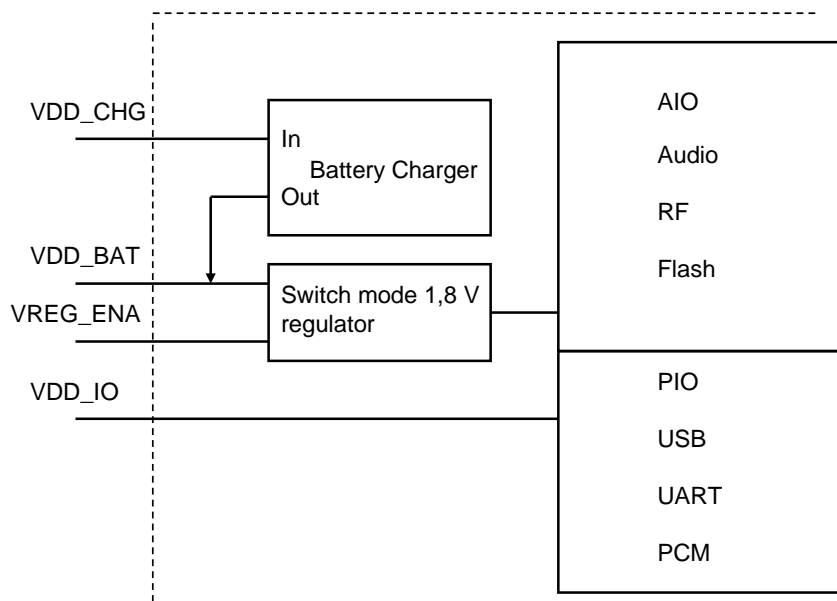 VDD_CHG
In
Battery Charger
Out
VDD_BAT
VREG_ENA
Switch mode 1,8 V
regulator
VDD_IO
AIO
Audio
RF
Flash
PIO
USB
UART
PCM